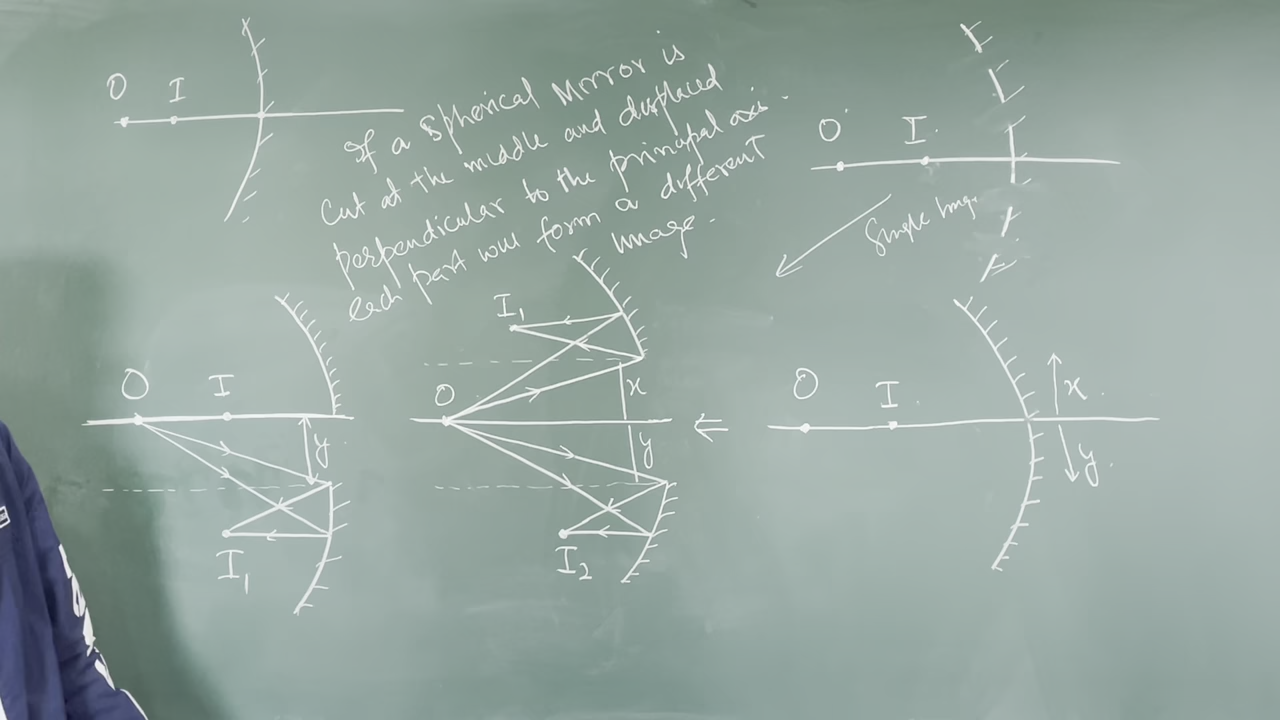 O I
If a Spherical Mirror is
Cut at the middle and displaced
perpendicular to the principal axis.
each part will form a different
Image.
O I.
Single Image
O I
y
I₁
I₁
O
x
y
I₂
O I.
x.
y.